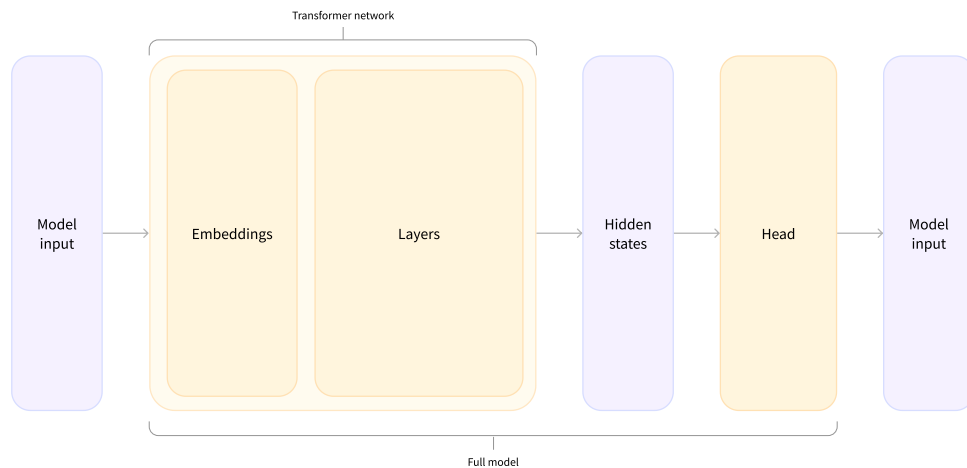 Transformer network
Model
input
Embeddings
Layers
Hidden
states
Head
Model
input
Full model